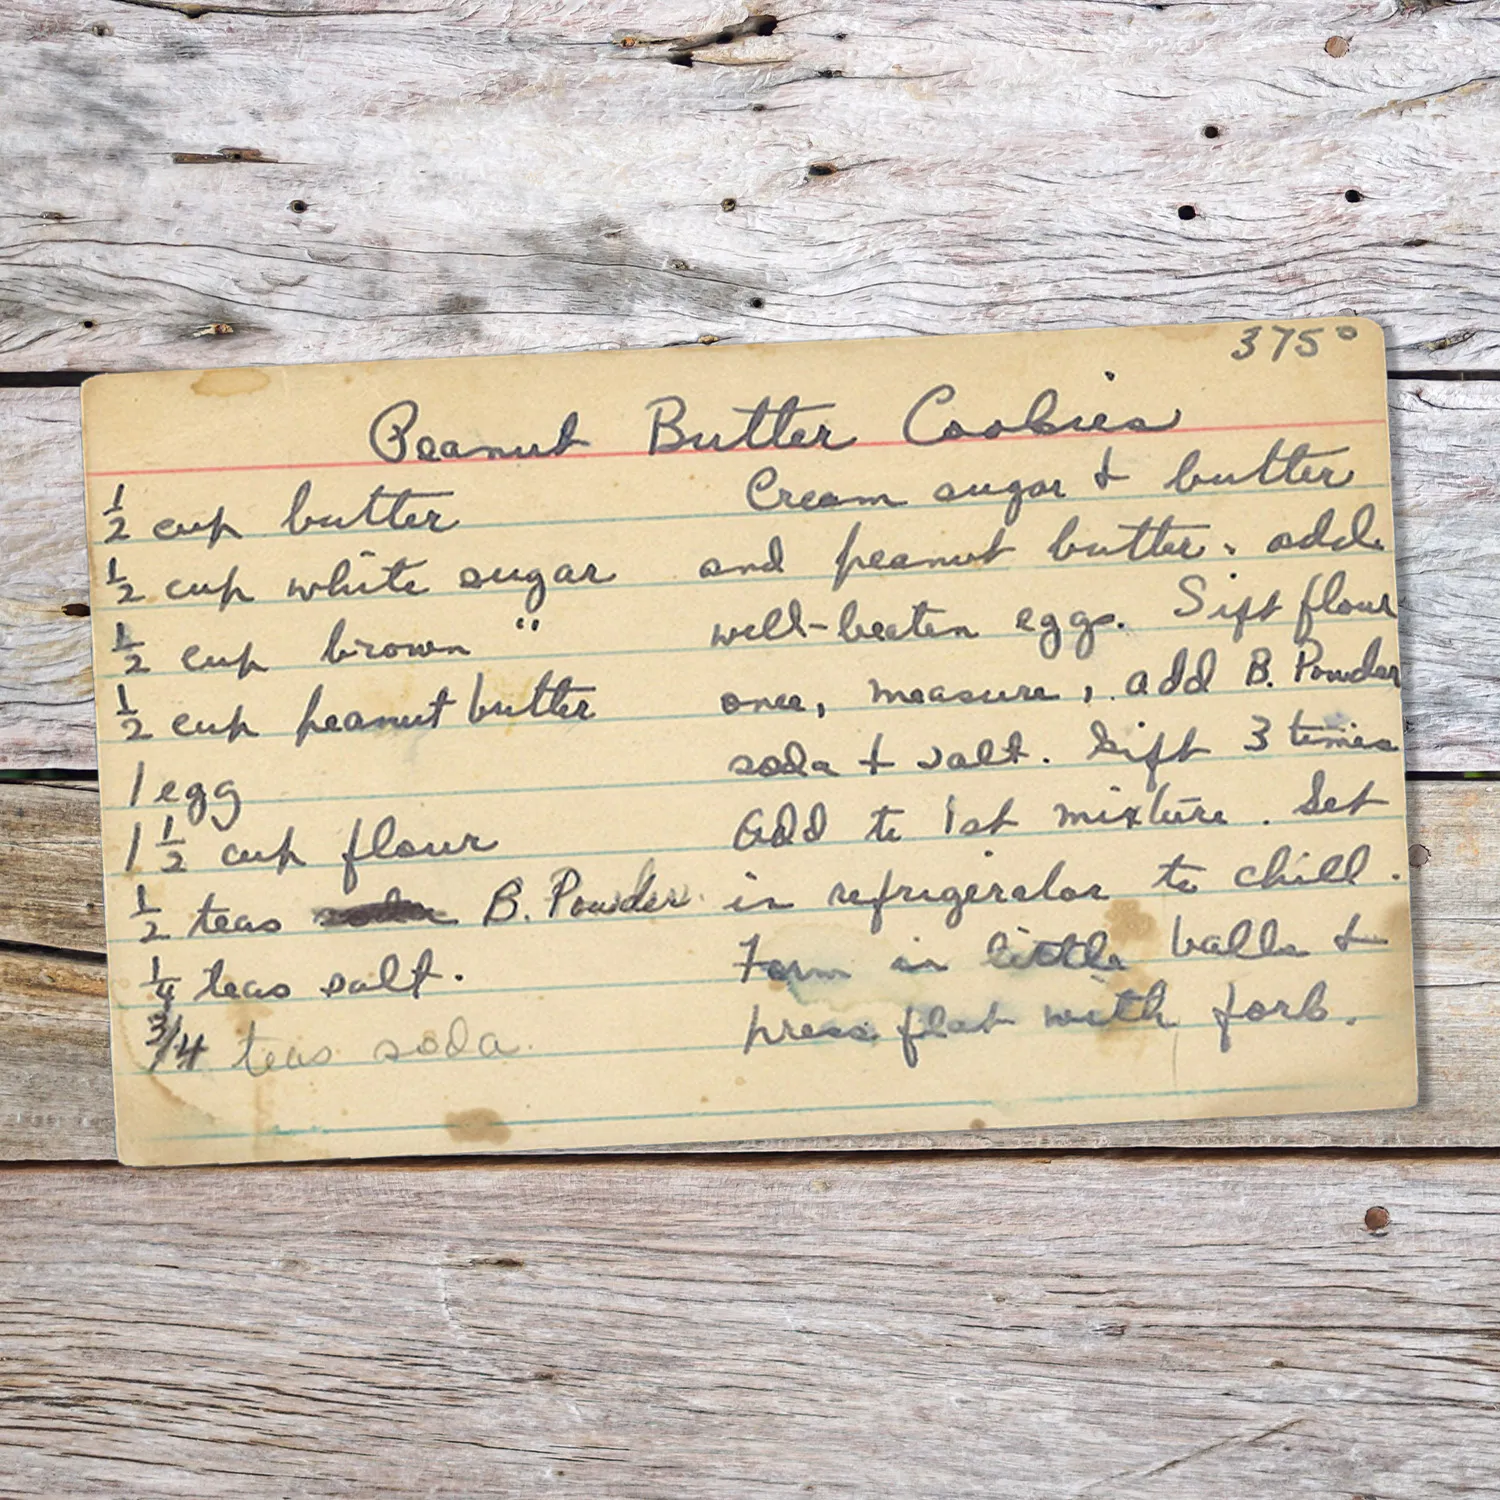 375°
Peanut Butter Cookies
½ cup butter
½ cup white sugar
½ cup brown "
½ cup peanut butter
1 egg
1 ½ cup flour
½ teas soda B. Powder
¼ teas salt.
3/4 teas soda.
Cream sugar & butter
and peanut butter. add
well-beaten eggs. Sift flour
once, measure, add B. Powder
soda & salt. Sift 3 times
Add to 1st mixture. Set
in refrigerator to chill.
Form in little balls &
press flat with fork.